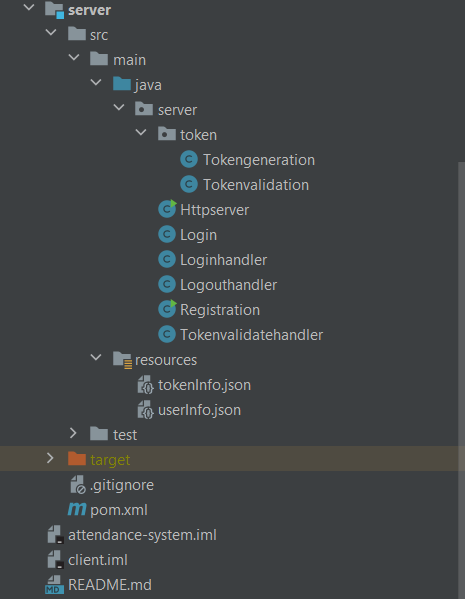 server
src
main
java
server
token
Tokengeneration
Tokenvalidation
Httpserver
Login
Loginhandler
Logouthandler
Registration
Tokenvalidatehandler
resources
tokenInfo.json
userInfo.json
test
target
.gitignore
pom.xml
attendance-system.iml
client.iml
README.md